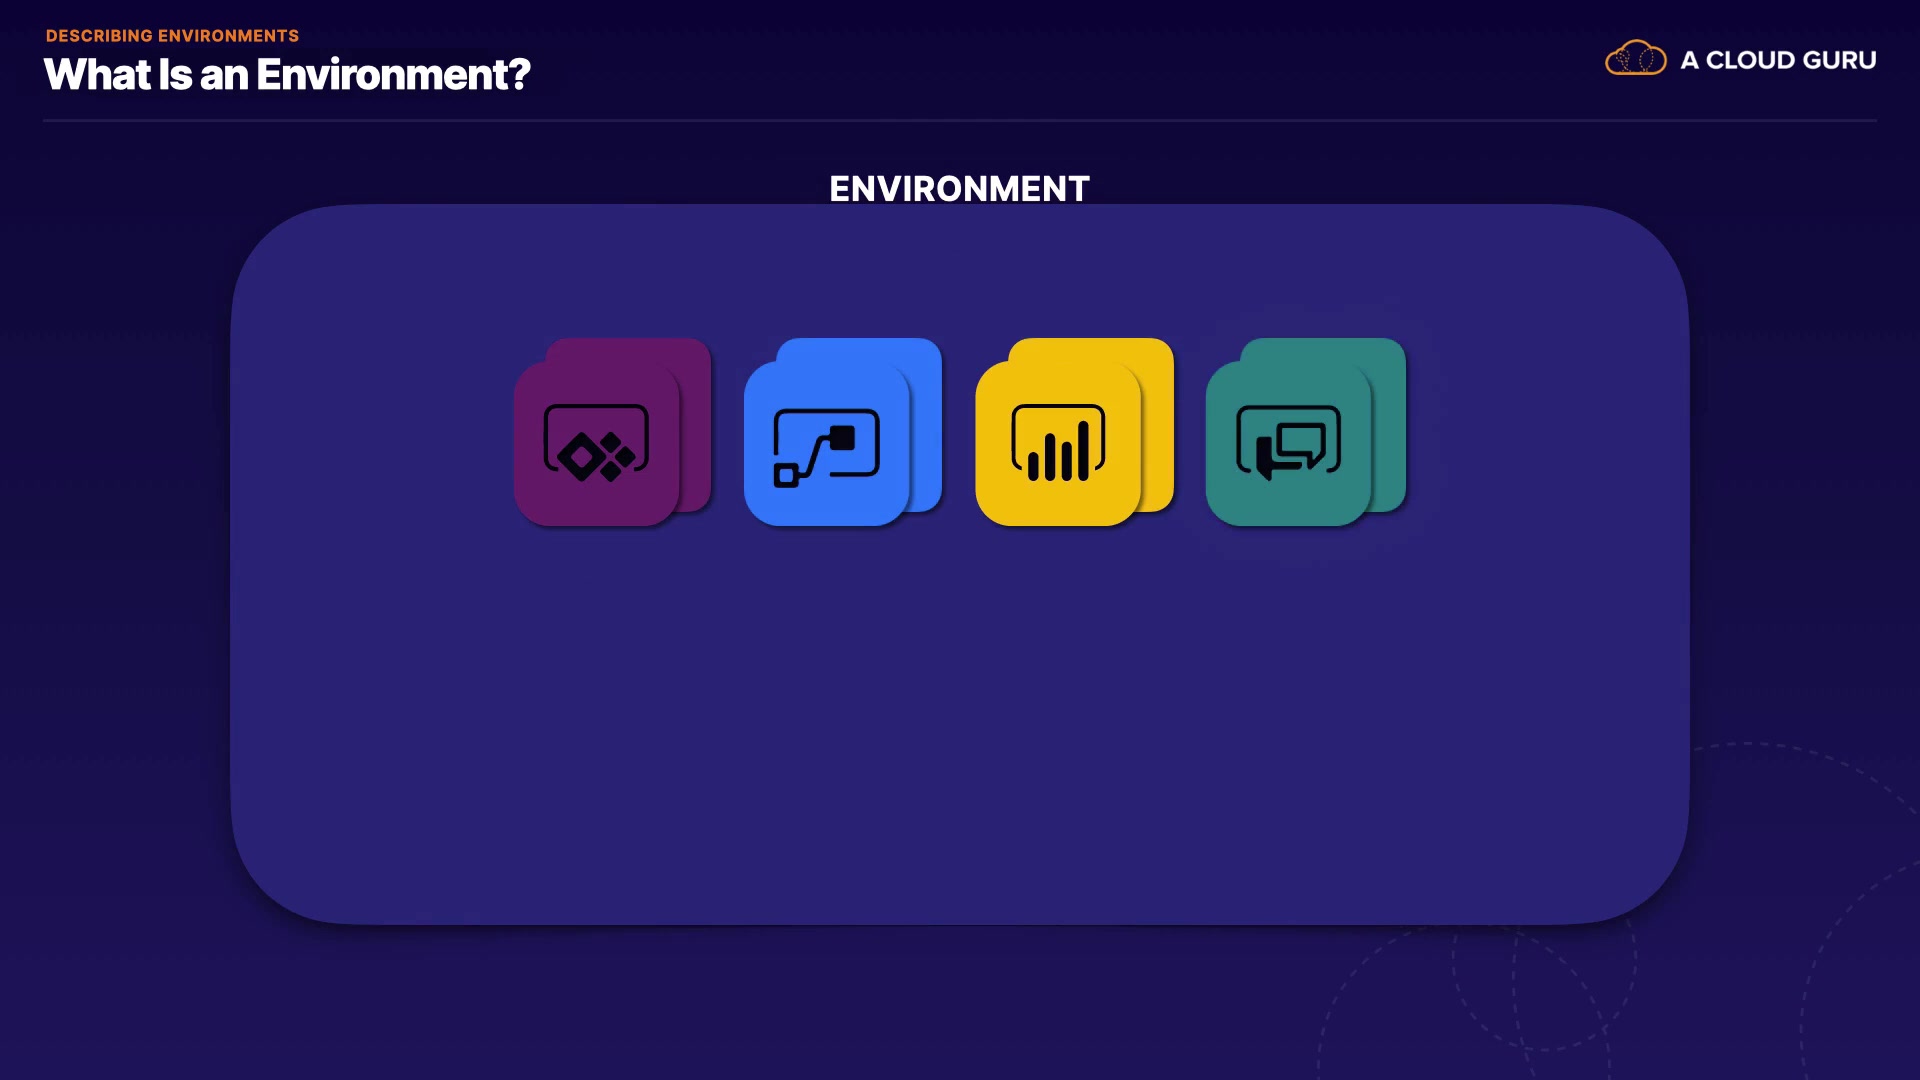 DESCRIBING ENVIRONMENTS
What Is an Environment?
A CLOUD GURU
ENVIRONMENT